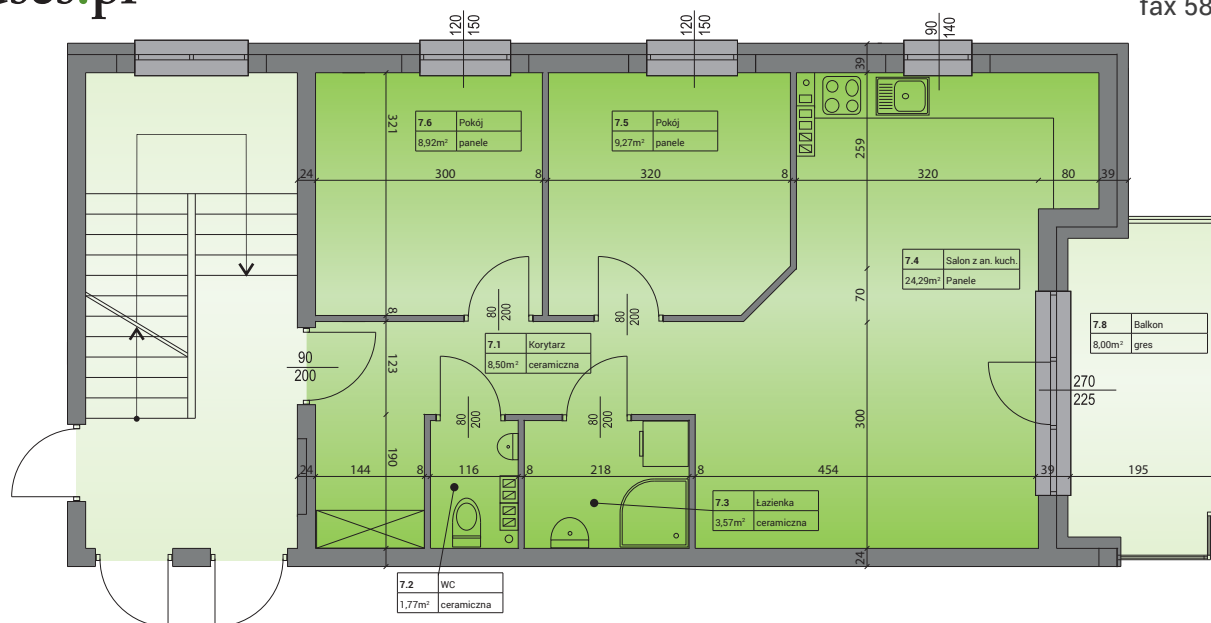 fax 58
120
150
120
150
90
140
39
7.6 Pokój
8,92m² panele
7.5 Pokój
9,27m² panele
321
259
24 300 8 320 8 320 80 39
7.4 Salon z an. kuch.
24,29m² Panele
70
8
80
200
80
200
7.1 Korytarz
8,50m² ceramiczna
7.8 Balkon
8,00m² gres
90
200
123
270
225
80
200
80
200
300
190
24 144 8 116 8 218 8 454 39 195
7.3 Łazienka
3,57m² ceramiczna
24
7.2 WC
1,77m² ceramiczna